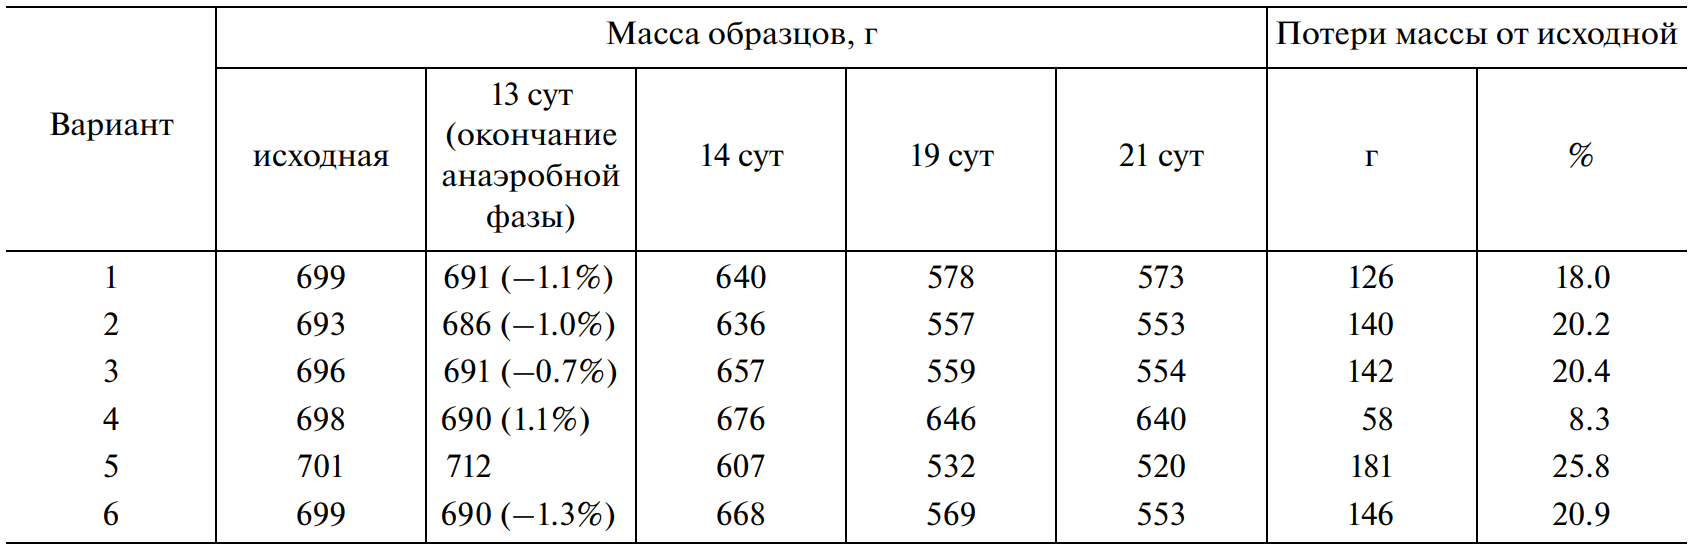 Вариант
Масса образцов, г
Потери массы от исходной
исходная
13 сут
(окончание
анаэробной
фазы)
14 сут
19 сут
21 сут
г
%
1 699 691 (−1.1%) 640 578 573 126 18.0
2 693 686 (−1.0%) 636 557 553 140 20.2
3 696 691 (−0.7%) 657 559 554 142 20.4
4 698 690 (1.1%) 676 646 640 58 8.3
5 701 712 607 532 520 181 25.8
6 699 690 (−1.3%) 668 569 553 146 20.9